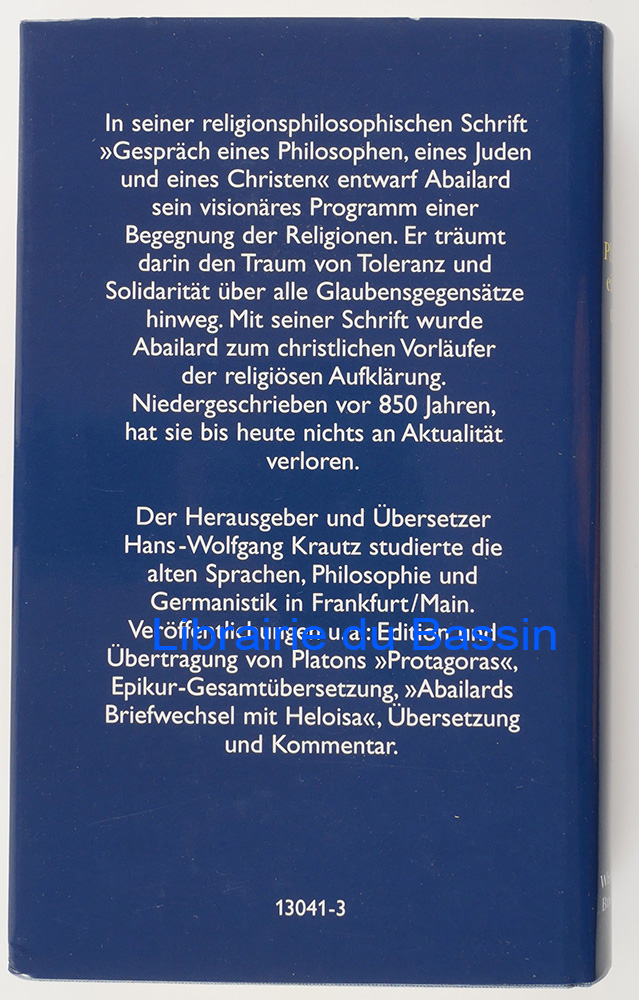 In seiner religionsphilosophischen Schrift
»Gespräch eines Philosophen, eines Juden
und eines Christen« entwarf Abailard
sein visionäres Programm einer
Begegnung der Religionen. Er träumt
darin den Traum von Toleranz und
Solidarität über alle Glaubensgegensätze
hinweg. Mit seiner Schrift wurde
Abailard zum christlichen Vorläufer
der religiösen Aufklärung.
Niedergeschrieben vor 850 Jahren,
hat sie bis heute nichts an Aktualität
verloren.
Der Herausgeber und Übersetzer
Hans-Wolfgang Krautz studierte die
alten Sprachen, Philosophie und
Germanistik in Frankfurt/Main.
Veröffentlichungen u. a.: Edition und
Librairie du Bassin
Übertragung von Platons »Protagoras«,
Epikur-Gesamtübersetzung, »Abailards
Briefwechsel mit Heloisa«, Übersetzung
und Kommentar.
13041-3